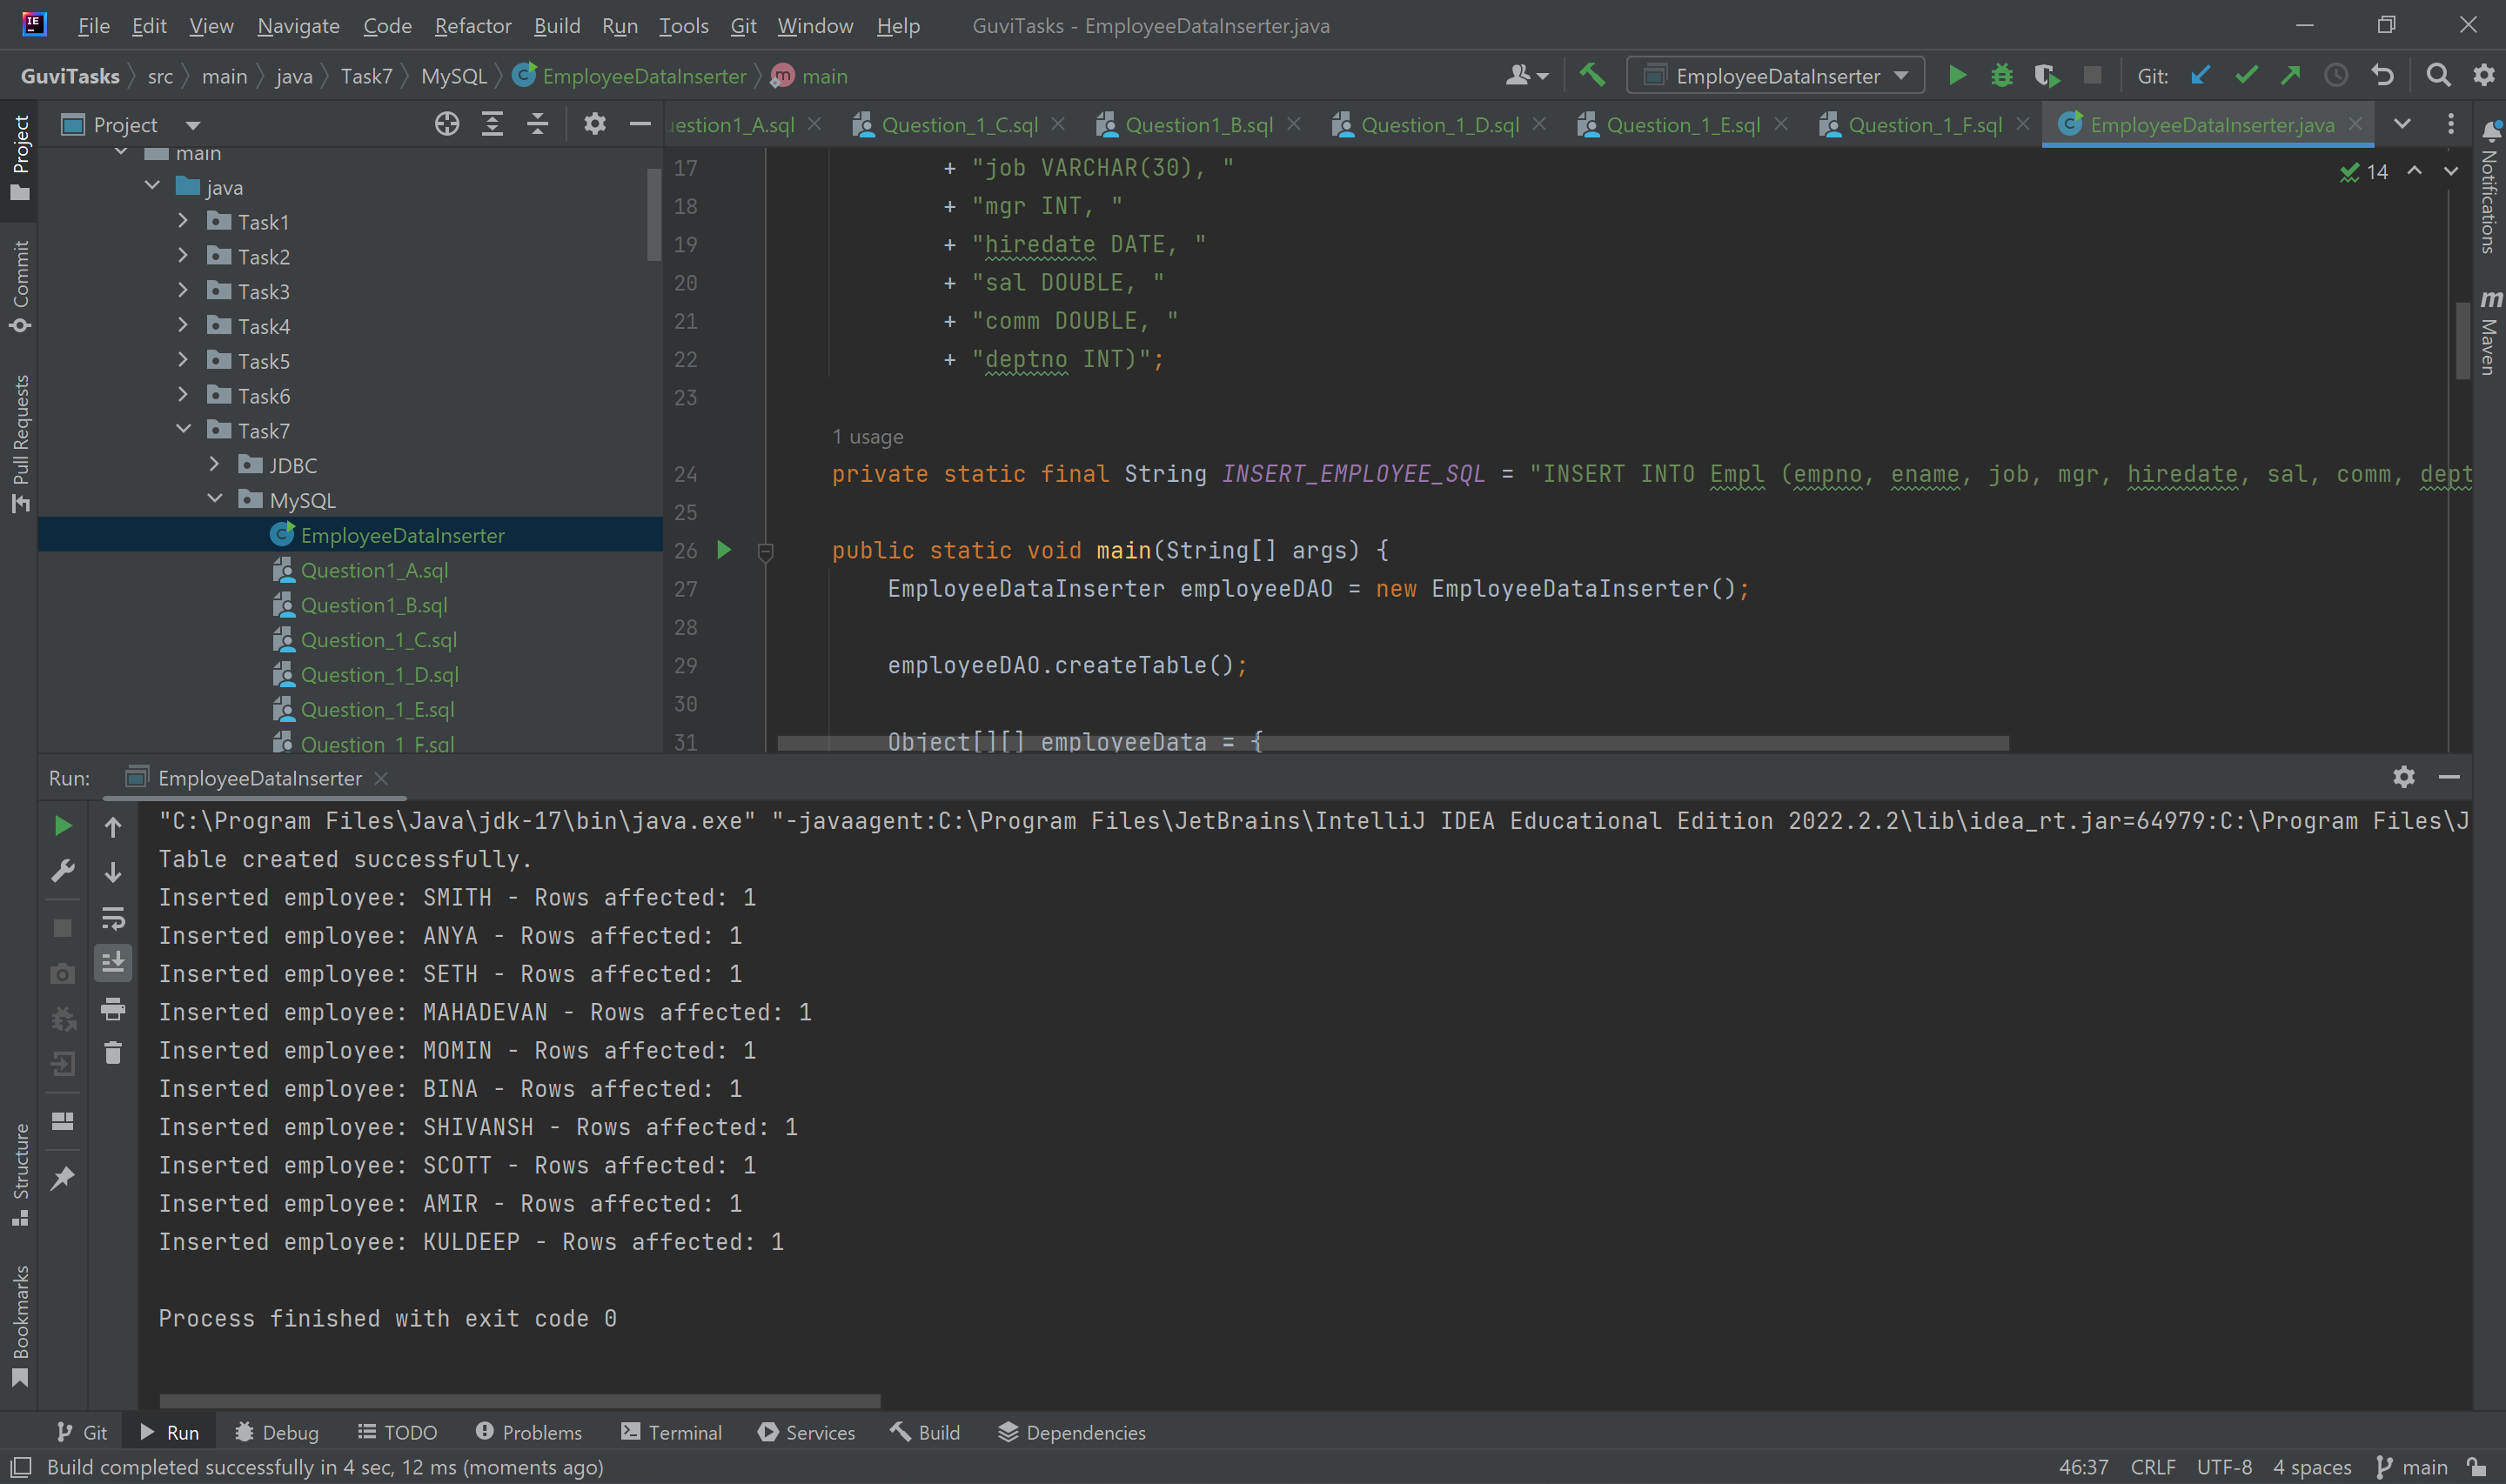 File Edit View Navigate Code Refactor Build Run Tools Git Window Help GuviTasks - EmployeeDataInserter.java
GuviTasks src main java Task7 MySQL EmployeeDataInserter main EmployeeDataInserter Git:
Project
estion1_A.sql Question_1_C.sql Question1_B.sql Question_1_D.sql Question_1_E.sql Question_1_F.sql EmployeeDataInserter.java
Project
Commit
Pull Requests
Structure
Bookmarks
Notifications
Maven
main
java
Task1
Task2
Task3
Task4
Task5
Task6
Task7
JDBC
MySQL
EmployeeDataInserter
Question1_A.sql
Question1_B.sql
Question_1_C.sql
Question_1_D.sql
Question_1_E.sql
Question_1_F.sql
14
17 + "job VARCHAR(30), "
18 + "mgr INT, "
19 + "hiredate DATE, "
20 + "sal DOUBLE, "
21 + "comm DOUBLE, "
22 + "deptno INT)";
23
1 usage
24 private static final String INSERT_EMPLOYEE_SQL = "INSERT INTO Empl (empno, ename, job, mgr, hiredate, sal, comm, dept
25
26 public static void main(String[] args) {
27 EmployeeDataInserter employeeDAO = new EmployeeDataInserter();
28
29 employeeDAO.createTable();
30
31 Object[][] employeeData = {
Run: EmployeeDataInserter
"C:\Program Files\Java\jdk-17\bin\java.exe" "-javaagent:C:\Program Files\JetBrains\IntelliJ IDEA Educational Edition 2022.2.2\lib\idea_rt.jar=64979:C:\Program Files\J
Table created successfully.
Inserted employee: SMITH - Rows affected: 1
Inserted employee: ANYA - Rows affected: 1
Inserted employee: SETH - Rows affected: 1
Inserted employee: MAHADEVAN - Rows affected: 1
Inserted employee: MOMIN - Rows affected: 1
Inserted employee: BINA - Rows affected: 1
Inserted employee: SHIVANSH - Rows affected: 1
Inserted employee: SCOTT - Rows affected: 1
Inserted employee: AMIR - Rows affected: 1
Inserted employee: KULDEEP - Rows affected: 1
Process finished with exit code 0
Git Run Debug TODO Problems Terminal Services Build Dependencies
Build completed successfully in 4 sec, 12 ms (moments ago) 46:37 CRLF UTF-8 4 spaces main